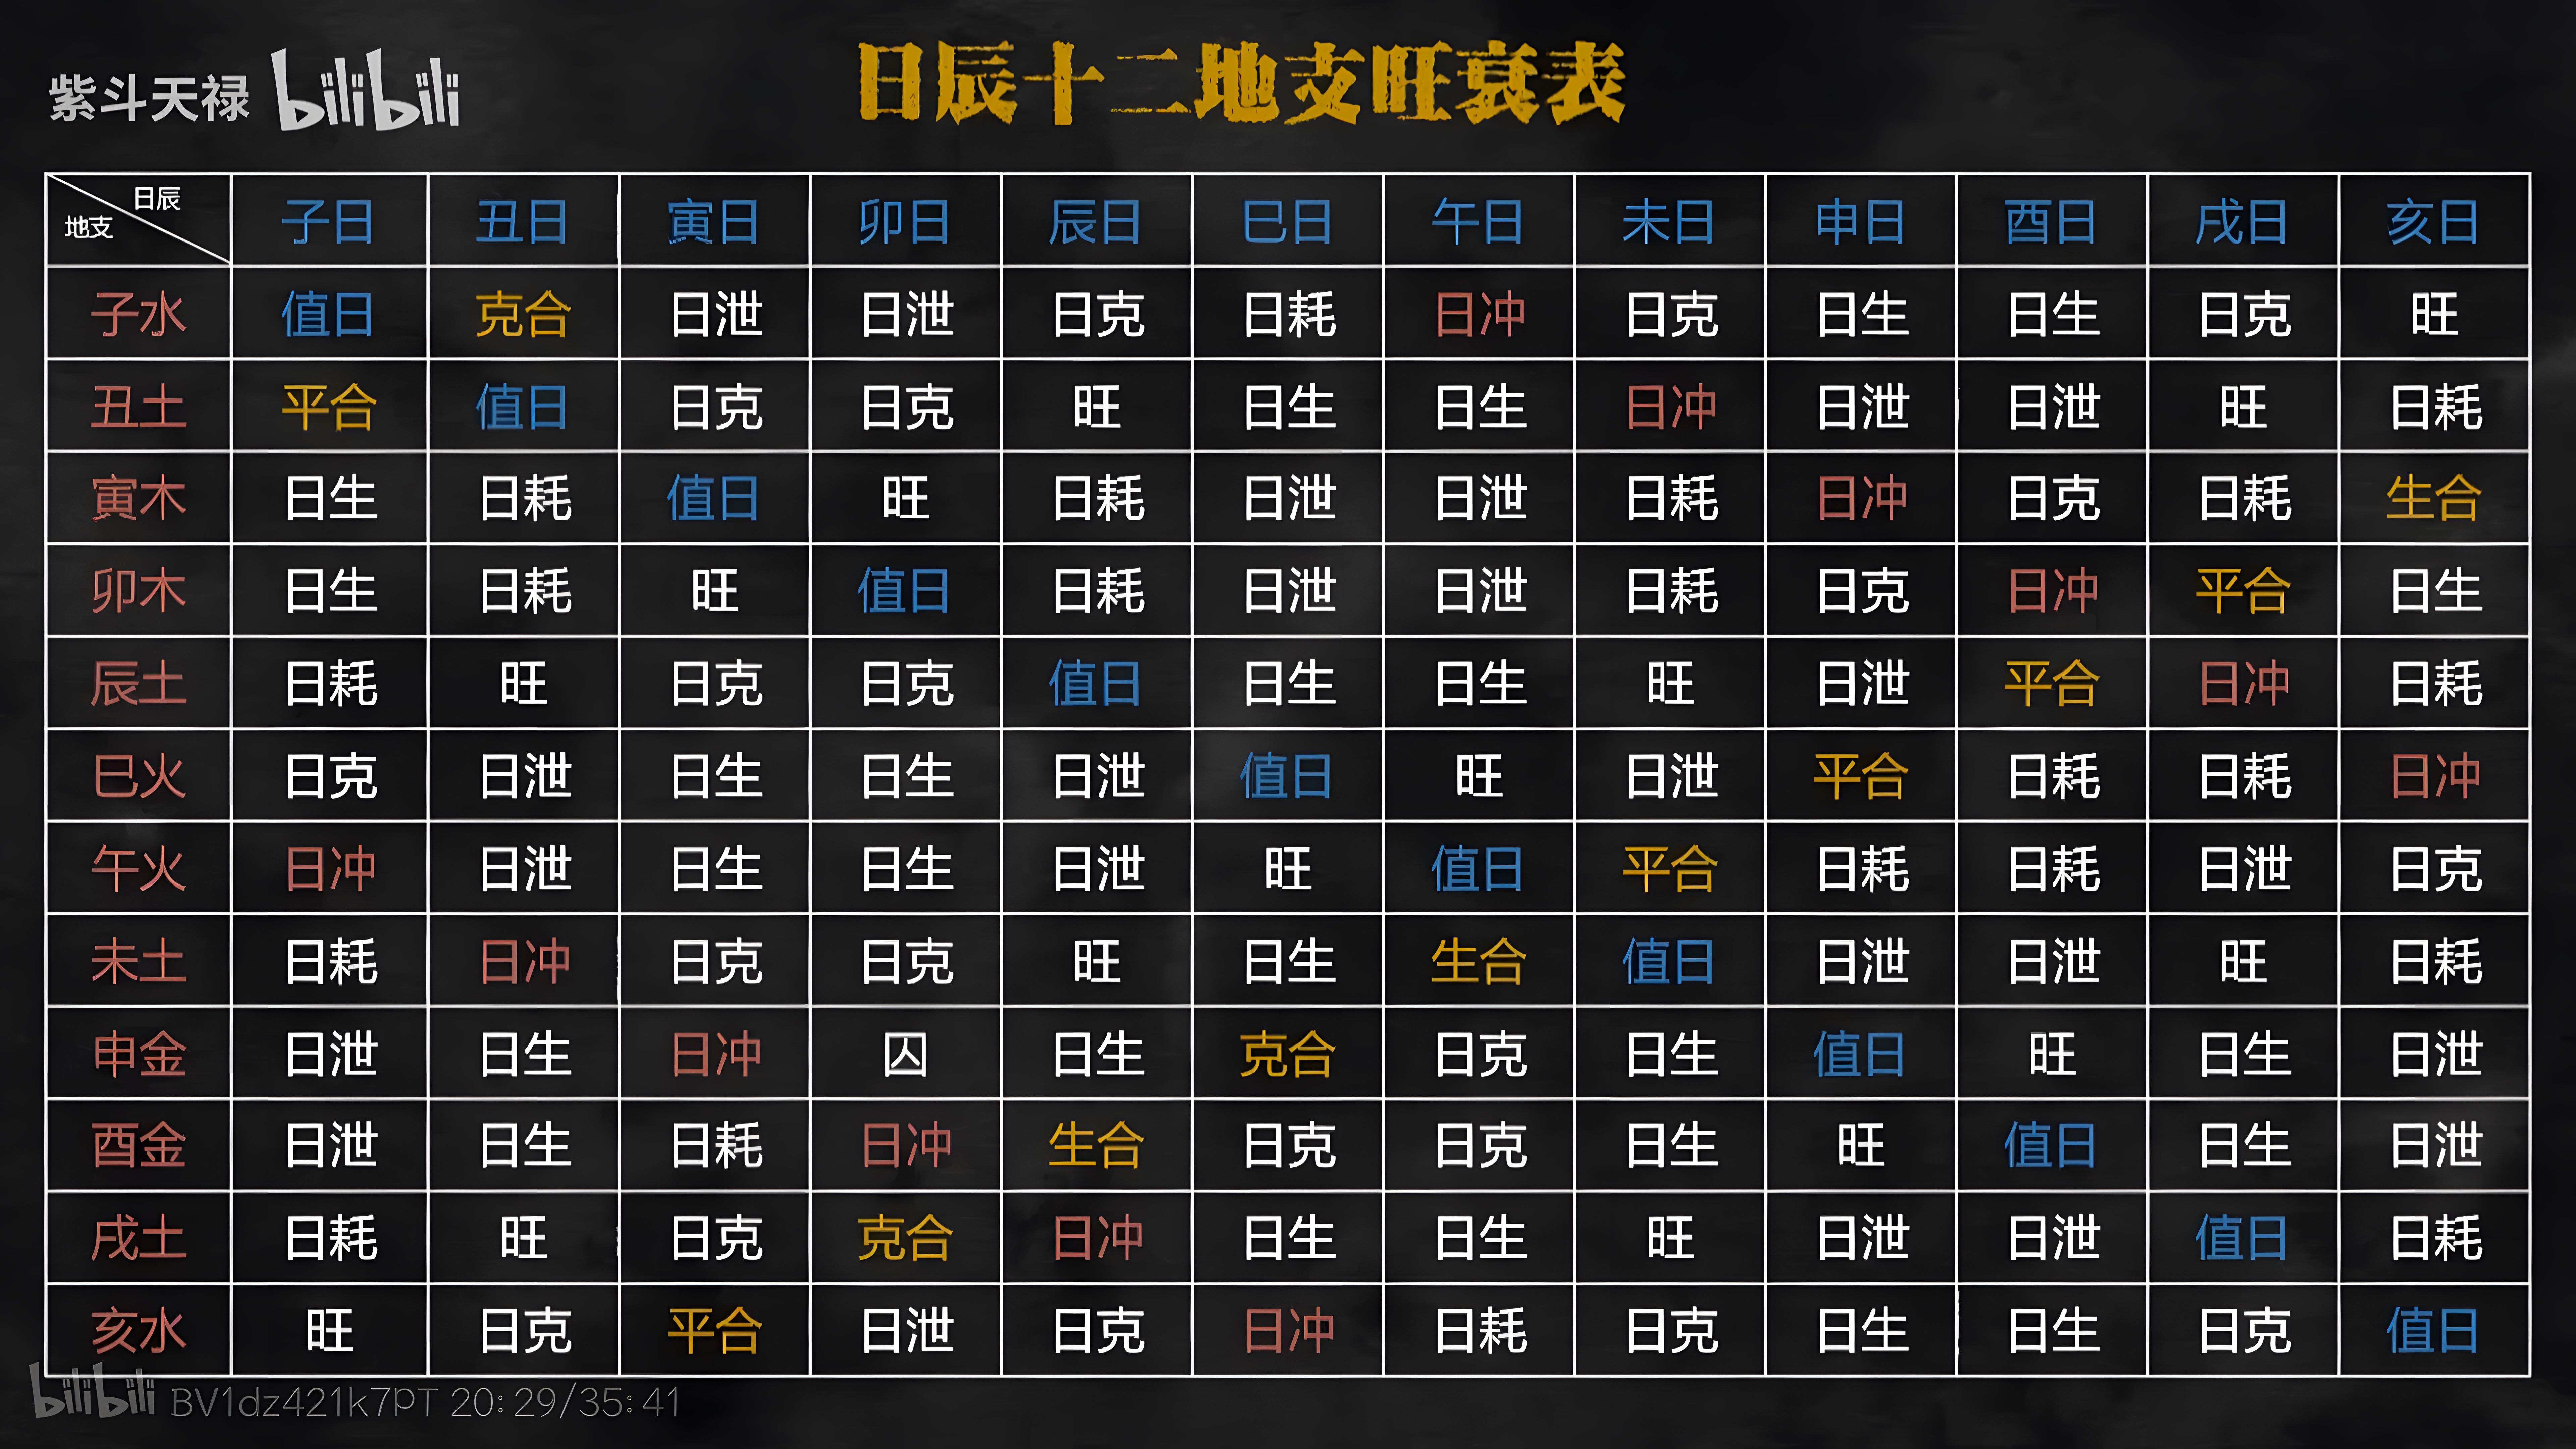 紫斗天禄 bilibili
日辰十二地支旺衰表
日辰
地支
子日 丑日 寅日 卯日 辰日 巳日 午日 未日 申日 酉日 戌日 亥日
子水 值日 克合 日泄 日泄 日克 日耗 日冲 日克 日生 日生 日克 旺
丑土 平合 值日 日克 日克 旺 日生 日生 日冲 日泄 日泄 旺 日耗
寅木 日生 日耗 值日 旺 日耗 日泄 日泄 日耗 日冲 日克 日耗 生合
卯木 日生 日耗 旺 值日 日耗 日泄 日泄 日耗 日克 日冲 平合 日生
辰土 日耗 旺 日克 日克 值日 日生 日生 旺 日泄 平合 日冲 日耗
巳火 日克 日泄 日生 日生 日泄 值日 旺 日泄 平合 日耗 日耗 日冲
午火 日冲 日泄 日生 日生 日泄 旺 值日 平合 日耗 日耗 日泄 日克
未土 日耗 日冲 日克 日克 旺 日生 生合 值日 日泄 日泄 旺 日耗
申金 日泄 日生 日冲 囚 日生 克合 日克 日生 值日 旺 日生 日泄
酉金 日泄 日生 日耗 日冲 生合 日克 日克 日生 旺 值日 日生 日泄
戌土 日耗 旺 日克 克合 日冲 日生 日生 旺 日泄 日泄 值日 日耗
亥水 旺 日克 平合 日泄 日克 日冲 日耗 日克 日生 日生 日克 值日
bilibili BV1dz421k7PT 20:29/35:41